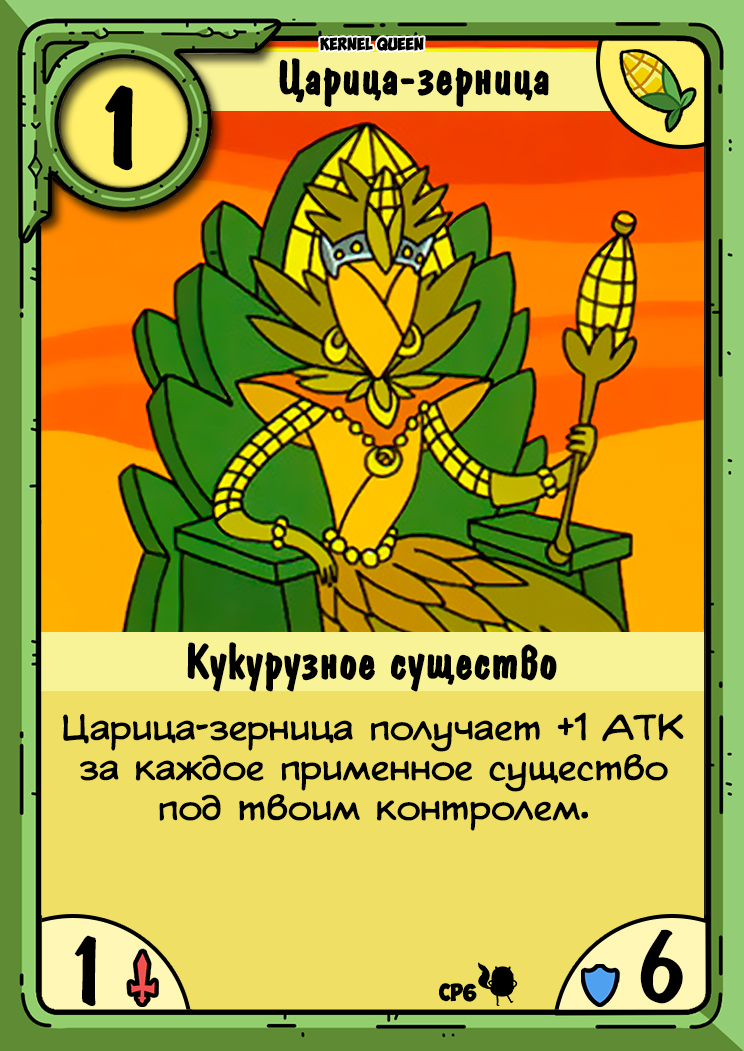 KERNEL QUEEN
Царица-зерница
1
Кукурузное существо
Царица-зерница получает +1 АТК
за каждое применное существо
под твоим контролем.
1
CP6
6